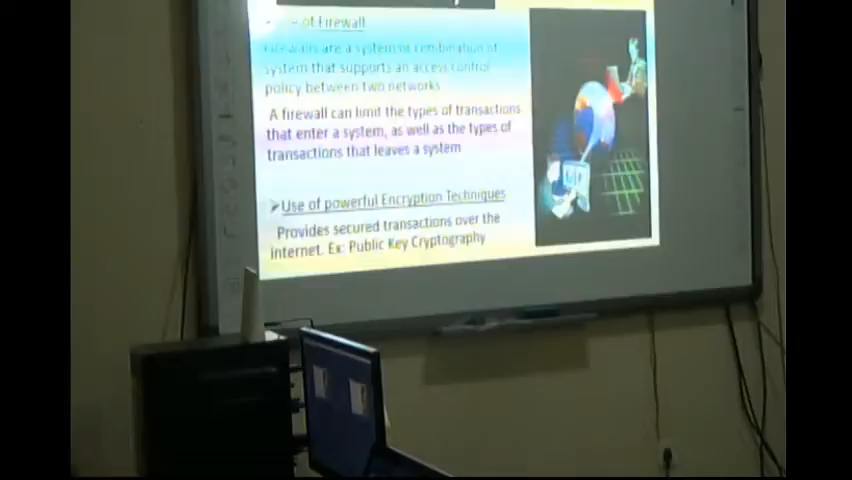 of Firewall
Firewalls are a system or combination of
system that supports an access control
policy between two networks
A firewall can limit the types of transactions
that enter a system, as well as the types of
transactions that leaves a system
➤Use of powerful Encryption Techniques
Provides secured transactions over the
internet. Ex: Public Key Cryptography